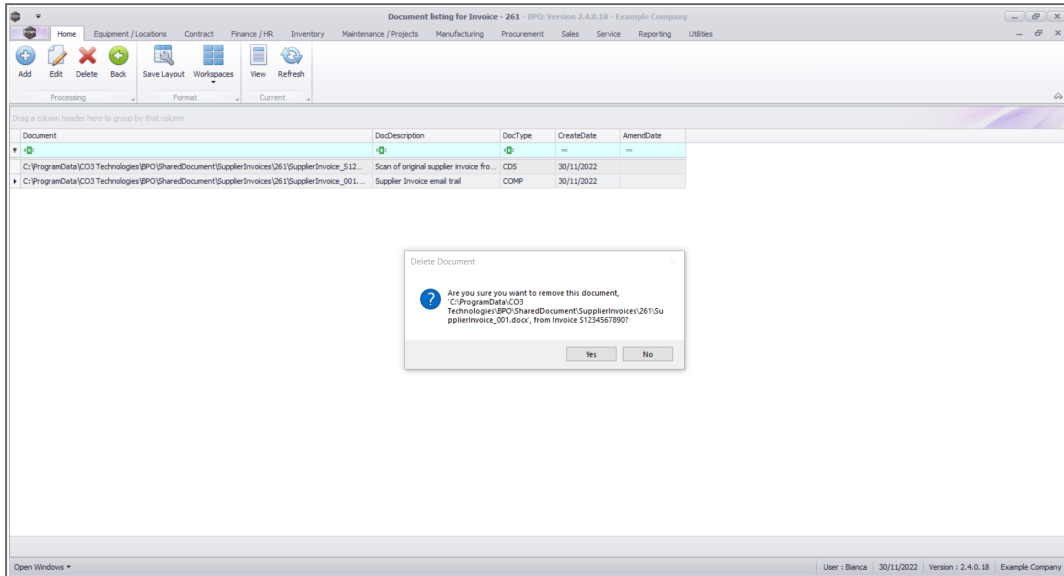 Document listing for Invoice - 261 - BPO: Version 2.4.0.18 - Example Company
Home Equipment / Locations Contract Finance / HR Inventory Maintenance / Projects Manufacturing Procurement Sales Service Reporting Utilities
Add Edit Delete Back Save Layout Workspaces View Refresh
Processing Format Current
Drag a column header here to group by that column
Document DocDescription DocType CreateDate AmendDate
C:\ProgramData\CO3 Technologies\BPO\SharedDocument\SupplierInvoices\261\SupplierInvoice_S12... Scan of original supplier invoice fro... CDS 30/11/2022
C:\ProgramData\CO3 Technologies\BPO\SharedDocument\SupplierInvoices\261\SupplierInvoice_001.... Supplier Invoice email trail COMP 30/11/2022
Delete Document
Are you sure you want to remove this document,
'C:\ProgramData\CO3
Technologies\BPO\SharedDocument\SupplierInvoices\261\Su
pplierInvoice_001.docx', from Invoice S1234567890?
Yes No
Open Windows User : Bianca 30/11/2022 Version : 2.4.0.18 Example Company